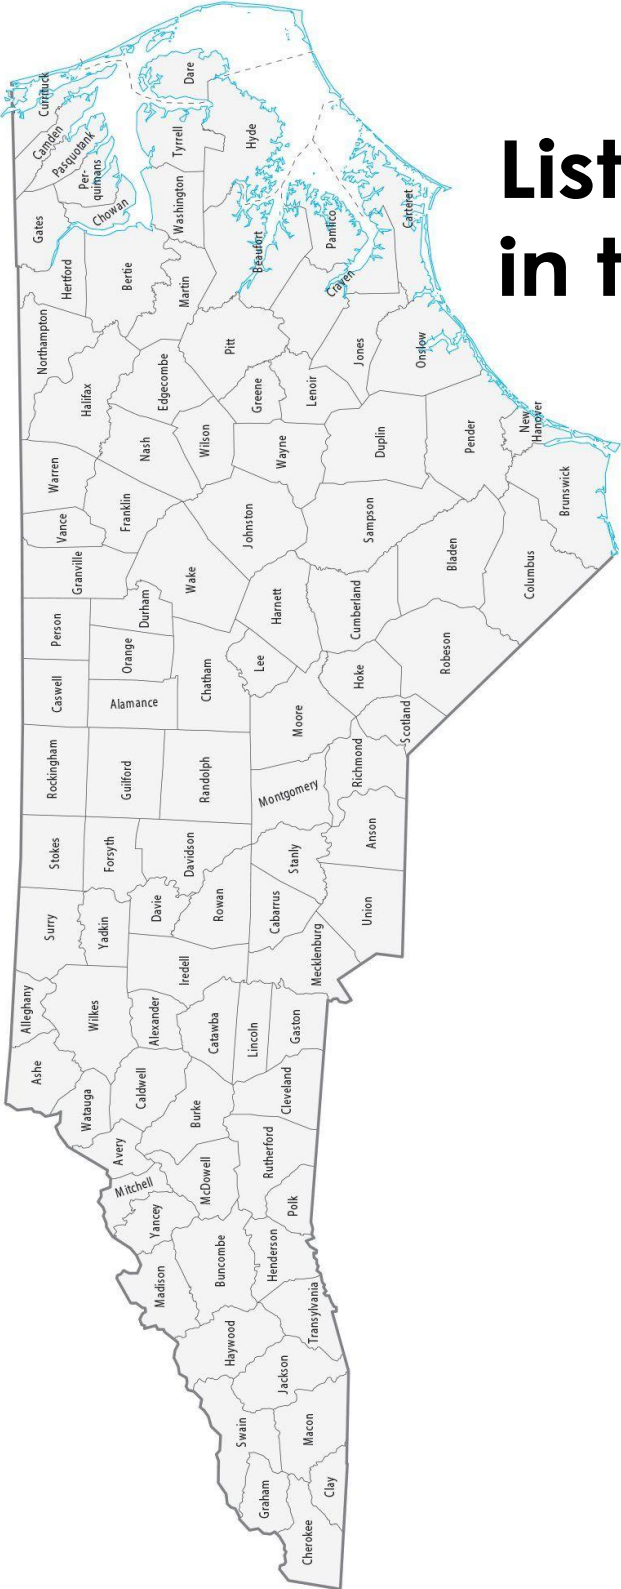 List
in t
Currituck
Camden
Pasquotank
Per-
quimans
Chowan
Gates
Dare
Tyrrell
Hyde
Washington
Hertford
Bertie
Martin
Beaufort
Pamlico
Carteret
Craven
Northampton
Halifax
Edgecombe
Pitt
Greene
Lenoir
Jones
Onslow
Warren
Nash
Wilson
Wayne
Duplin
Pender
New
Hanover
Brunswick
Vance
Franklin
Johnston
Sampson
Bladen
Columbus
Granville
Wake
Durham
Harnett
Cumberland
Robeson
Person
Orange
Chatham
Lee
Hoke
Scotland
Caswell
Alamance
Moore
Richmond
Rockingham
Guilford
Randolph
Montgomery
Anson
Stokes
Forsyth
Davidson
Stanly
Union
Surry
Yadkin
Davie
Rowan
Cabarrus
Mecklenburg
Iredell
Alleghany
Wilkes
Alexander
Catawba
Lincoln
Gaston
Ashe
Watauga
Caldwell
Burke
Cleveland
Avery
Mitchell
McDowell
Rutherford
Polk
Yancey
Buncombe
Henderson
Madison
Transylvania
Haywood
Jackson
Swain
Macon
Graham
Clay
Cherokee